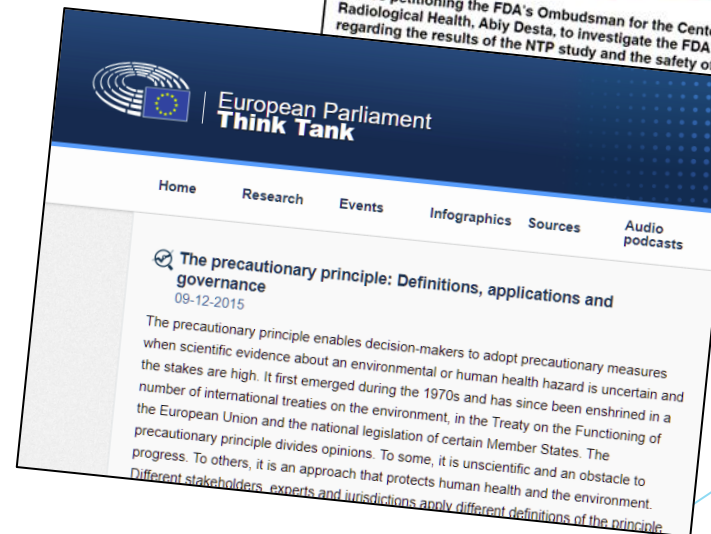 petitioning the FDA's Ombudsman for the
Radiological Health, Abiy Desta, to investigate the FDA
regarding the results of the NTP study and the safety
European Parliament
Think Tank
Home Research Events Infographics Sources Audio podcasts
The precautionary principle: Definitions, applications and
governance
09-12-2015
The precautionary principle enables decision-makers to adopt precautionary measures
when scientific evidence about an environmental or human health hazard is uncertain and
the stakes are high. It first emerged during the 1970s and has since been enshrined in a
number of international treaties on the environment, in the Treaty on the Functioning of
the European Union and the national legislation of certain Member States. The
precautionary principle divides opinions. To some, it is unscientific and an obstacle to
progress. To others, it is an approach that protects human health and the environment.
Different stakeholders, experts and jurisdictions apply different definitions of the principle